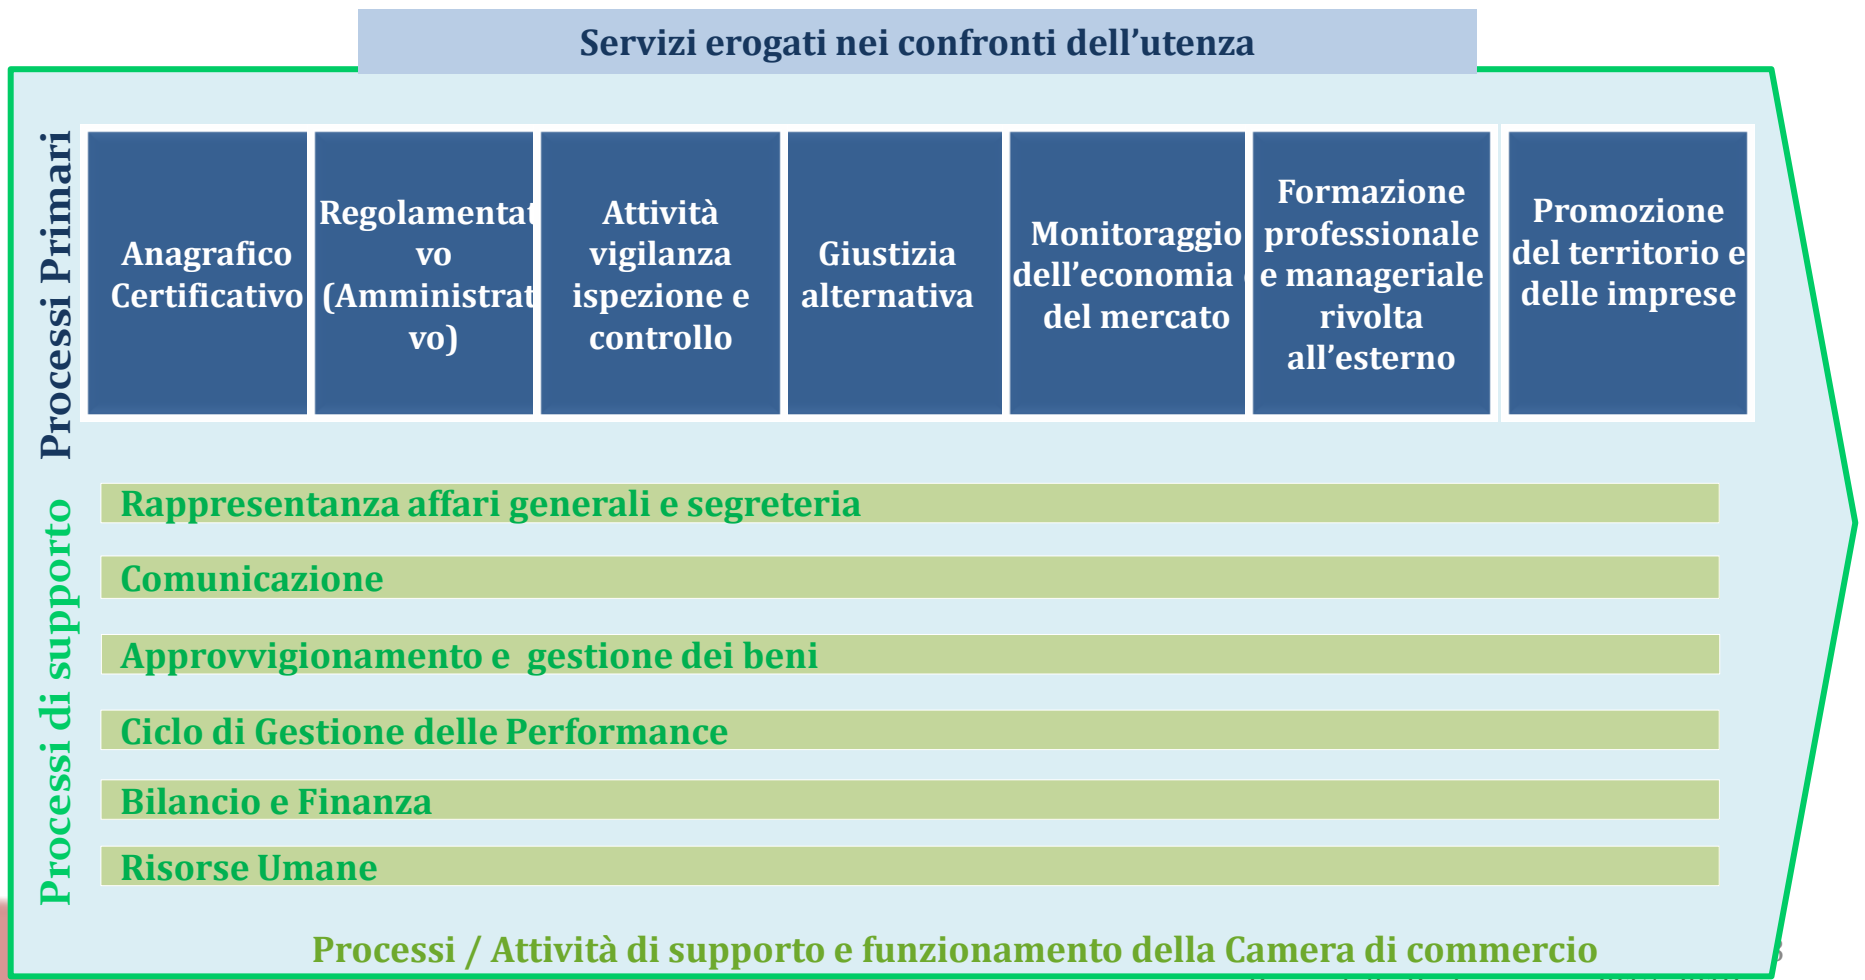 Servizi erogati nei confronti dell’utenza
Processi Primari
Anagrafico
Certificativo
Regolamentat
vo
(Amministrat
vo)
Attività
vigilanza
ispezione e
controllo
Giustizia
alternativa
Monitoraggio
dell’economia
del mercato
Formazione
professionale
e manageriale
rivolta
all’esterno
Promozione
del territorio e
delle imprese
Processi di supporto
Rappresentanza affari generali e segreteria
Comunicazione
Approvvigionamento e gestione dei beni
Ciclo di Gestione delle Performance
Bilancio e Finanza
Risorse Umane
Processi / Attività di supporto e funzionamento della Camera di commercio